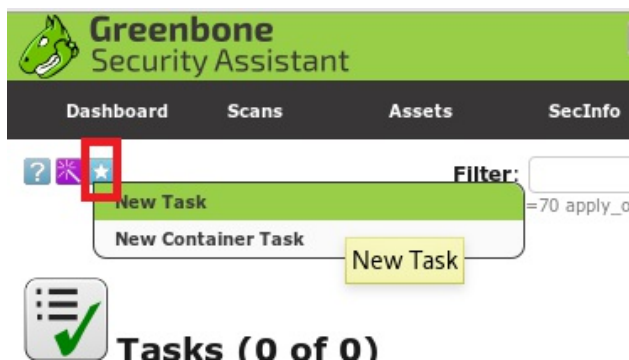 Greenbone
Security Assistant
Dashboard Scans Assets SecInfo
? Filter:
New Task
=70 apply_o
New Container Task
New Task
Tasks (0 of 0)